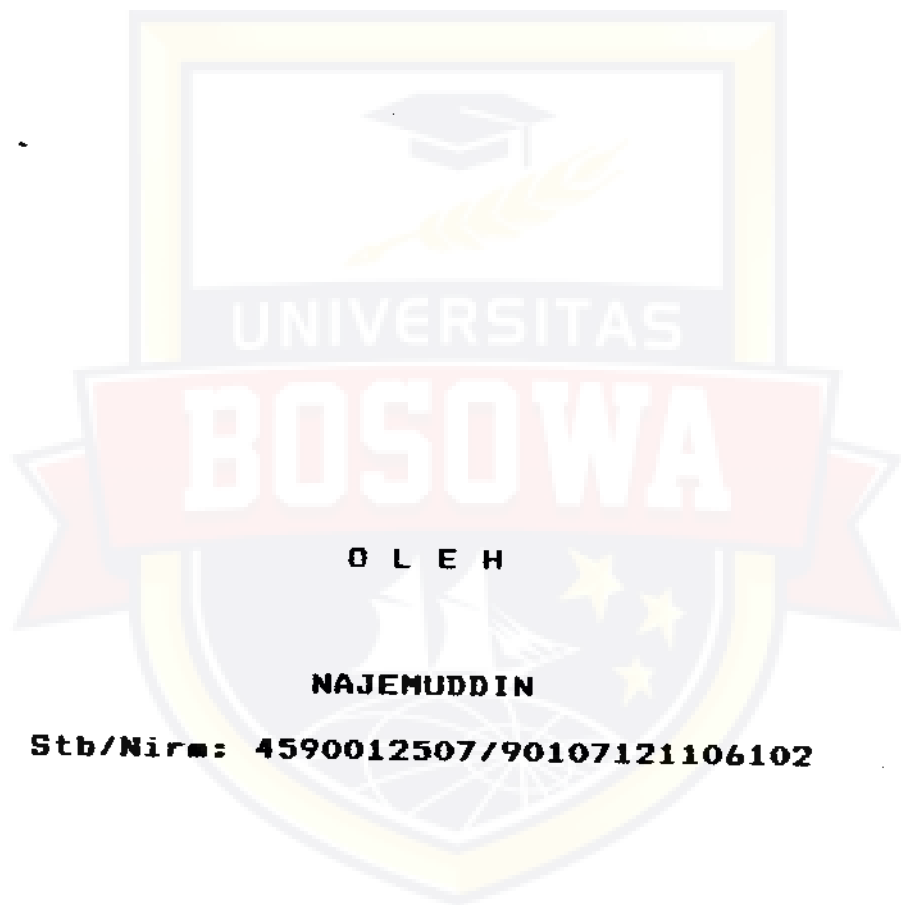 UNIVERSITAS
BOSOWA
O L E H
NAJEMUDDIN
Stb/Nirm: 4590012507/90107121106102